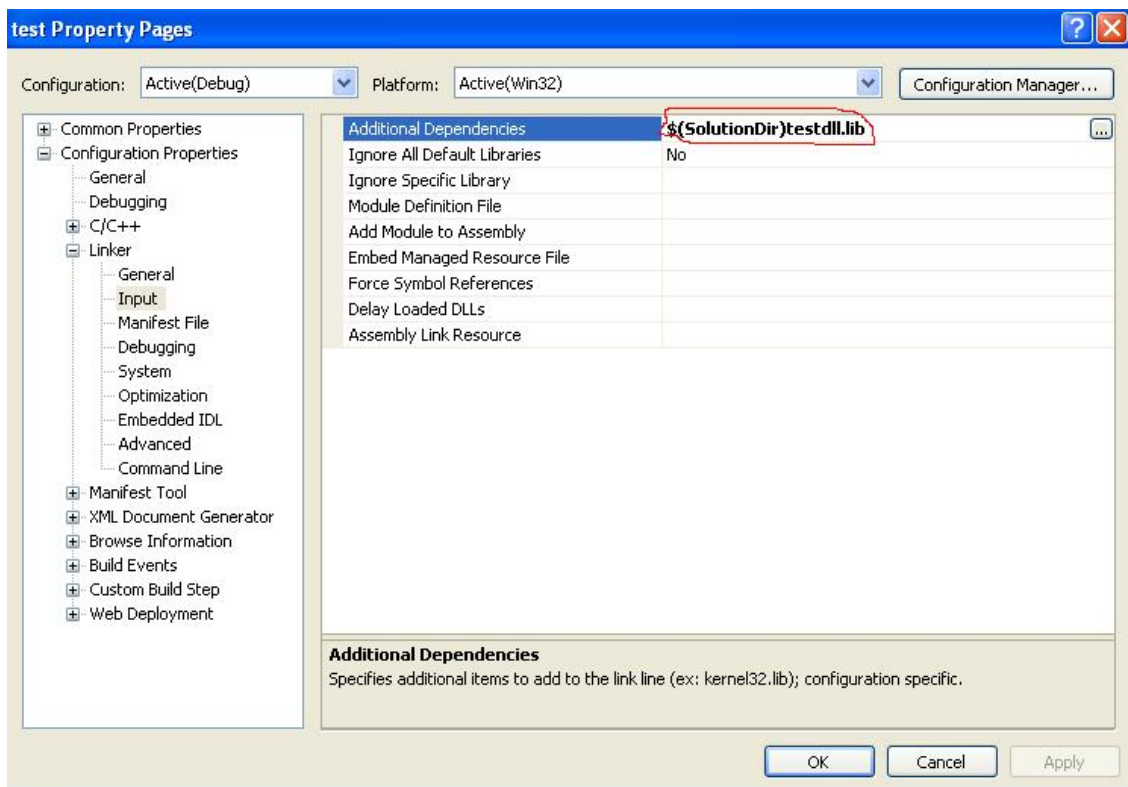 test Property Pages
Configuration: Active(Debug) Platform: Active(Win32) Configuration Manager...
Common Properties
Configuration Properties
General
Debugging
C/C++
Linker
General
Input
Manifest File
Debugging
System
Optimization
Embedded IDL
Advanced
Command Line
Manifest Tool
XML Document Generator
Browse Information
Build Events
Custom Build Step
Web Deployment
Additional Dependencies $(SolutionDir)testdll.lib ...
Ignore All Default Libraries No
Ignore Specific Library
Module Definition File
Add Module to Assembly
Embed Managed Resource File
Force Symbol References
Delay Loaded DLLs
Assembly Link Resource
Additional Dependencies
Specifies additional items to add to the link line (ex: kernel32.lib); configuration specific.
OK Cancel Apply